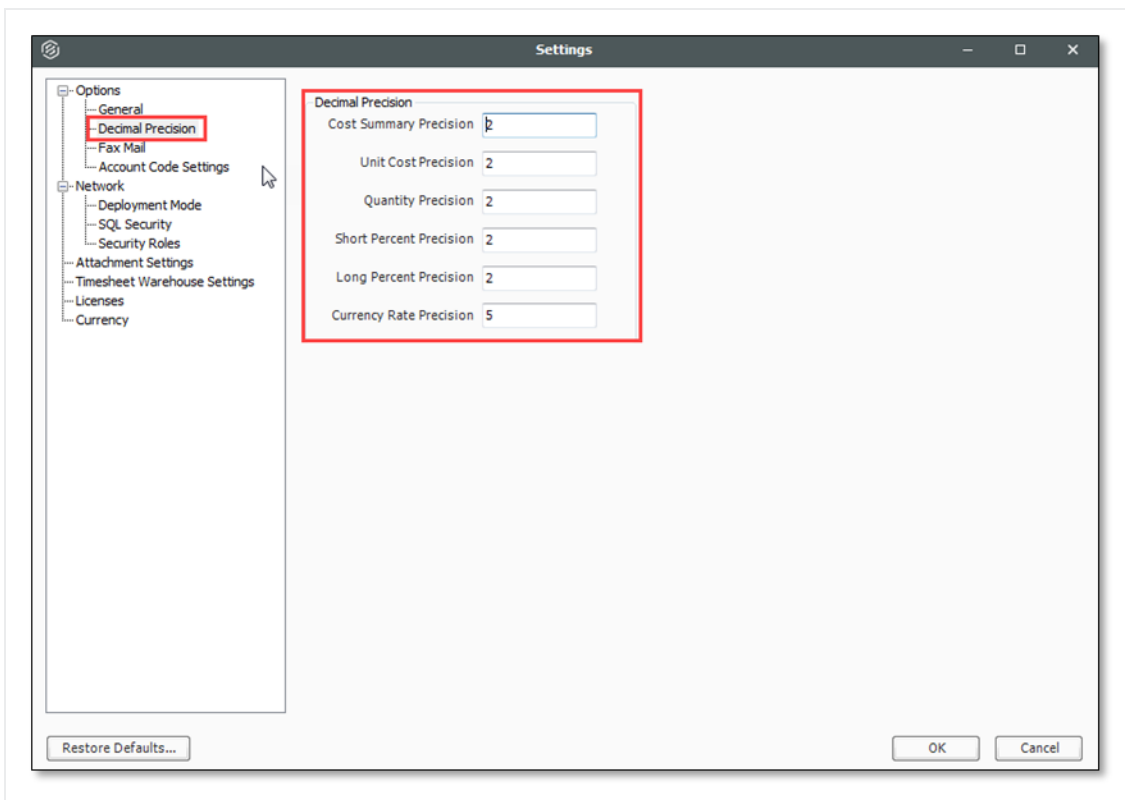 Settings
Options
General
Decimal Precision
Fax Mail
Account Code Settings
Network
Deployment Mode
SQL Security
Security Roles
Attachment Settings
Timesheet Warehouse Settings
Licenses
Currency
Decimal Precision
Cost Summary Precision 2
Unit Cost Precision 2
Quantity Precision 2
Short Percent Precision 2
Long Percent Precision 2
Currency Rate Precision 5
Restore Defaults...
OK
Cancel